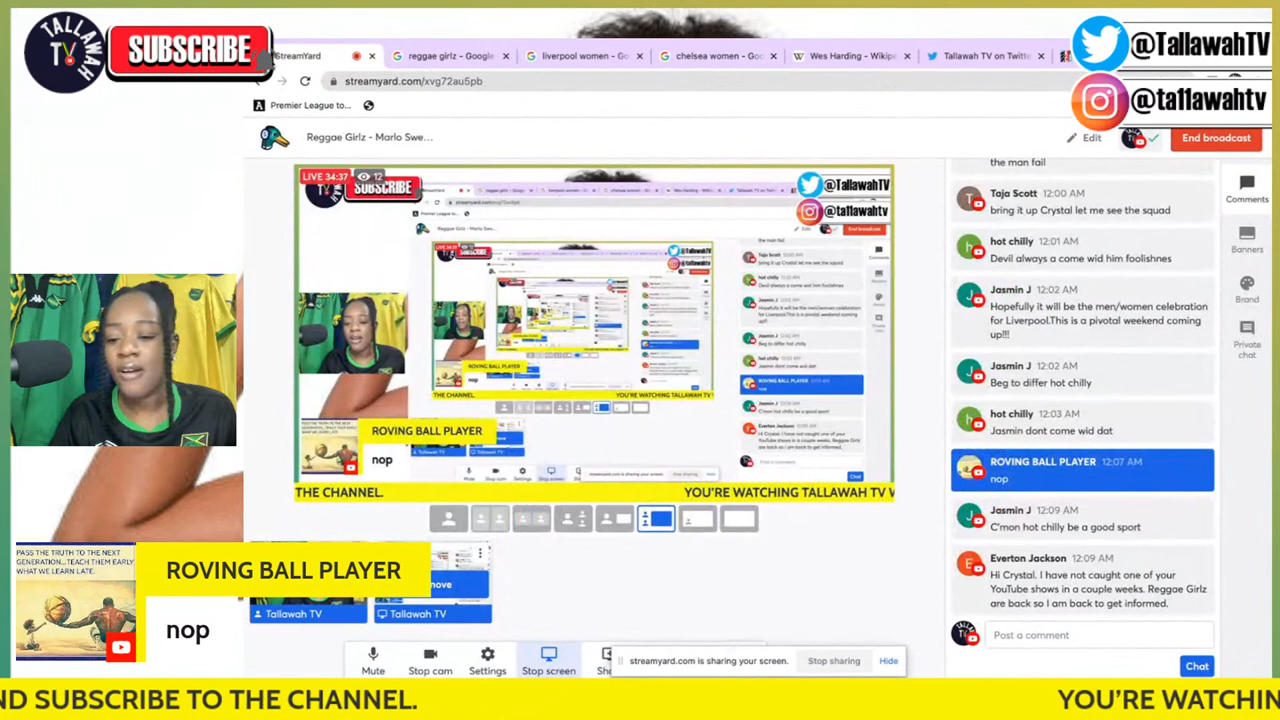 TALLAWAH
TV
SUBSCRIBE
@TallawahTV
@ta11awahtv
StreamYard
reggae girlz - Google
liverpool women - Go
chelsea women - Goo
Wes Harding - Wikipe
Tallawah TV on Twitte
streamyard.com/xvg72au5pb
Premier League to...
Reggae Girlz - Marlo Swe...
Edit
End broadcast
LIVE 34:37
12
SUBSCRIBE
@TallawahTV
@ta11awahtv
ROVING BALL PLAYER
nop
THE CHANNEL.
YOU'RE WATCHING TALLAWAH TV W
the man fail
Taja Scott 12:00 AM
bring it up Crystal let me see the squad
hot chilly 12:01 AM
Devil always a come wid him foolishnes
Jasmin J 12:02 AM
Hopefully it will be the men/women celebration
for Liverpool.This is a pivotal weekend coming
up!!!
Jasmin J 12:02 AM
Beg to differ hot chilly
hot chilly 12:03 AM
Jasmin dont come wid dat
ROVING BALL PLAYER 12:07 AM
nop
Jasmin J 12:09 AM
C'mon hot chilly be a good sport
Everton Jackson 12:09 AM
Hi Crystal. I have not caught one of your
YouTube shows in a couple weeks. Reggae Girlz
are back so I am back to get informed.
Post a comment
Chat
Comments
Banners
Brand
Private
chat
Tallawah TV
Tallawah TV
Mute
Stop cam
Settings
Stop screen
streamyard.com is sharing your screen.
Stop sharing
Hide
PASS THE TRUTH TO THE NEXT
GENERATION...TEACH THEM EARLY
WHAT WE LEARN LATE.
ROVING BALL PLAYER
nop
ND SUBSCRIBE TO THE CHANNEL.
YOU'RE WATCHIN